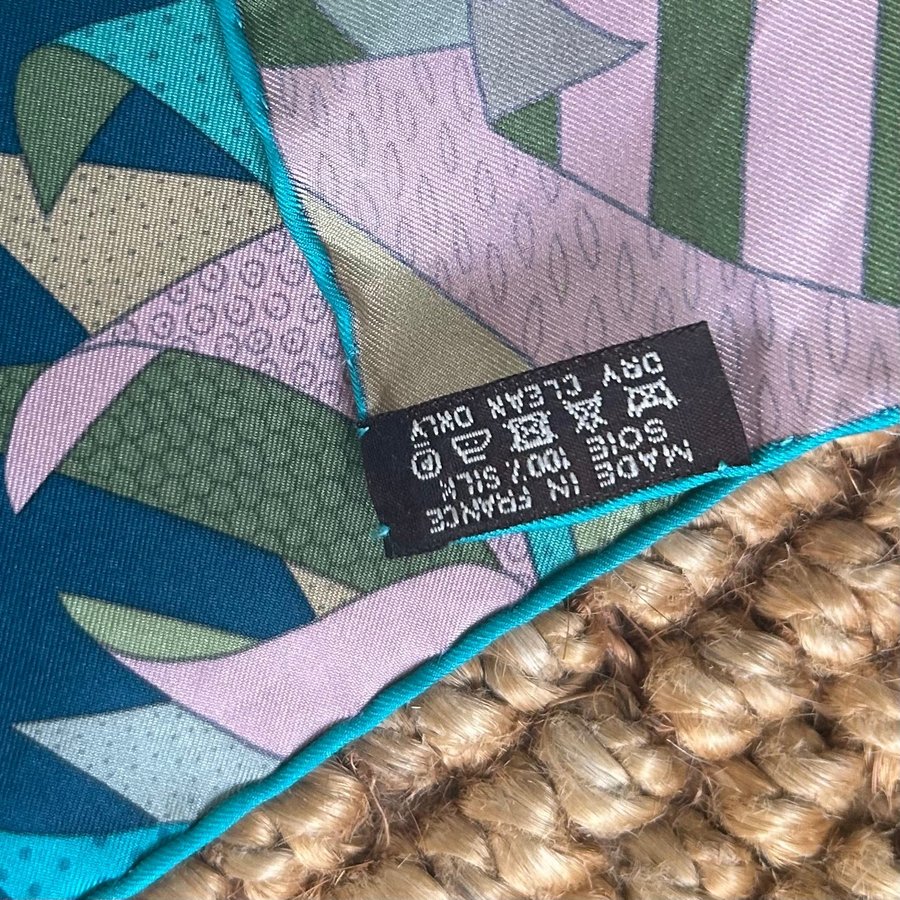 MADE IN FRANCE
SOIE 100% SILK
DRY CLEAN ONLY